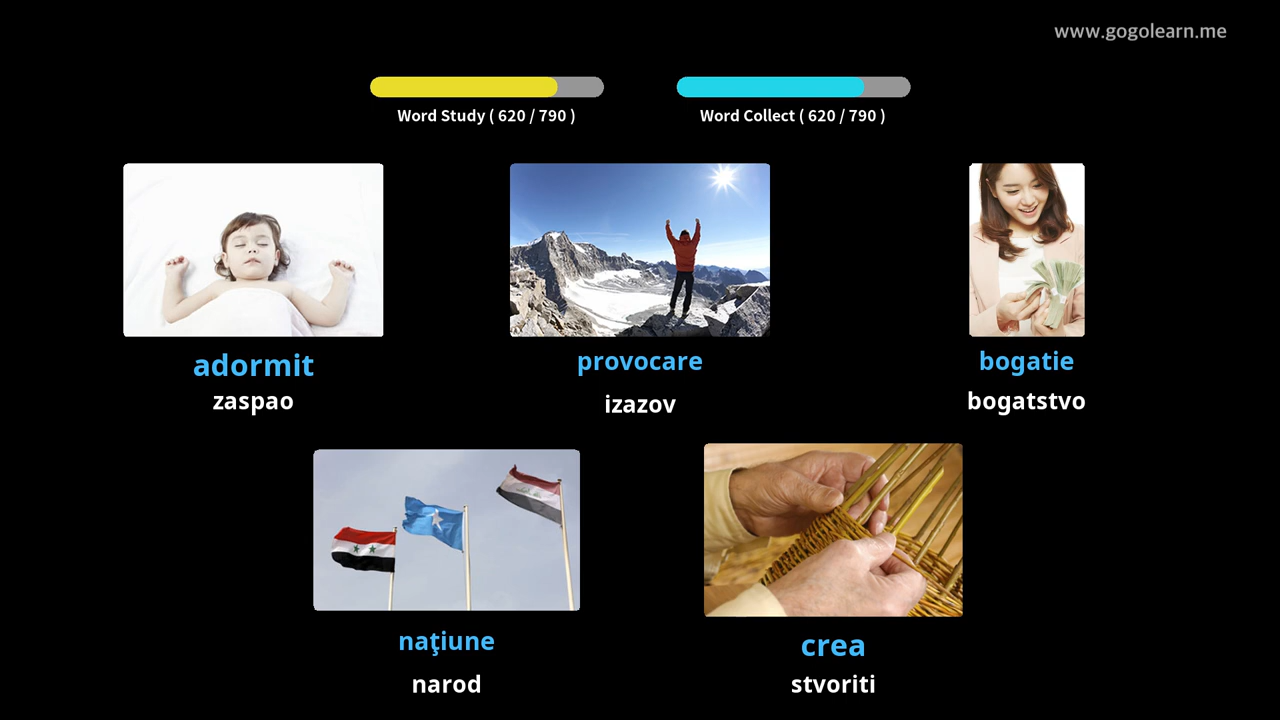 www.gogolearn.me
Word Study ( 620 / 790 )
Word Collect ( 620 / 790 )
adormit
zaspao
provocare
izazov
bogatie
bogatstvo
naţiune
narod
crea
stvoriti